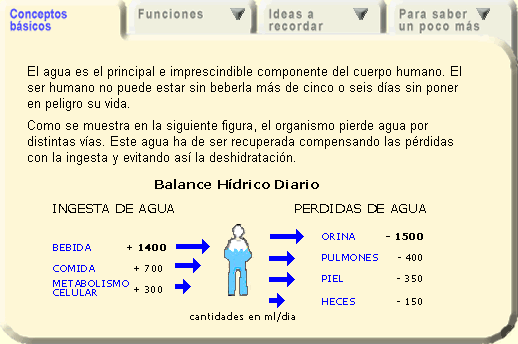 Conceptos
básicos
Funciones
Ideas a
recordar
Para saber
un poco más
El agua es el principal e imprescindible componente del cuerpo humano. El
ser humano no puede estar sin beberla más de cinco o seis días sin poner
en peligro su vida.
Como se muestra en la siguiente figura, el organismo pierde agua por
distintas vías. Este agua ha de ser recuperada compensando las pérdidas
con la ingesta y evitando así la deshidratación.
Balance Hídrico Diario
INGESTA DE AGUA
BEBIDA + 1400
COMIDA + 700
METABOLISMO
CELULAR + 300
PERDIDAS DE AGUA
ORINA - 1500
PULMONES - 400
PIEL - 350
HECES - 150
cantidades en ml/dia